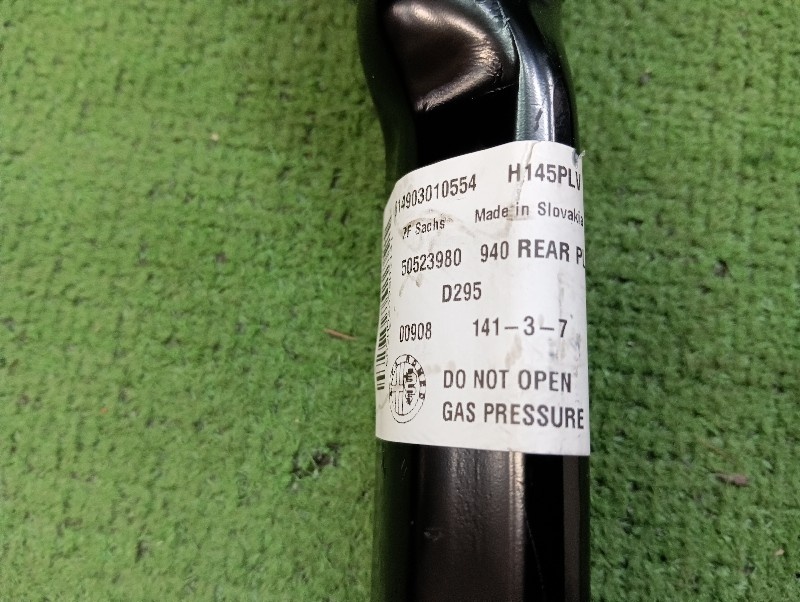 14903010554 H145PLV
ZF Sachs Made in Slovakia
50523980 940 REAR
D295
00908 141-3-7
DO NOT OPEN
GAS PRESSURE